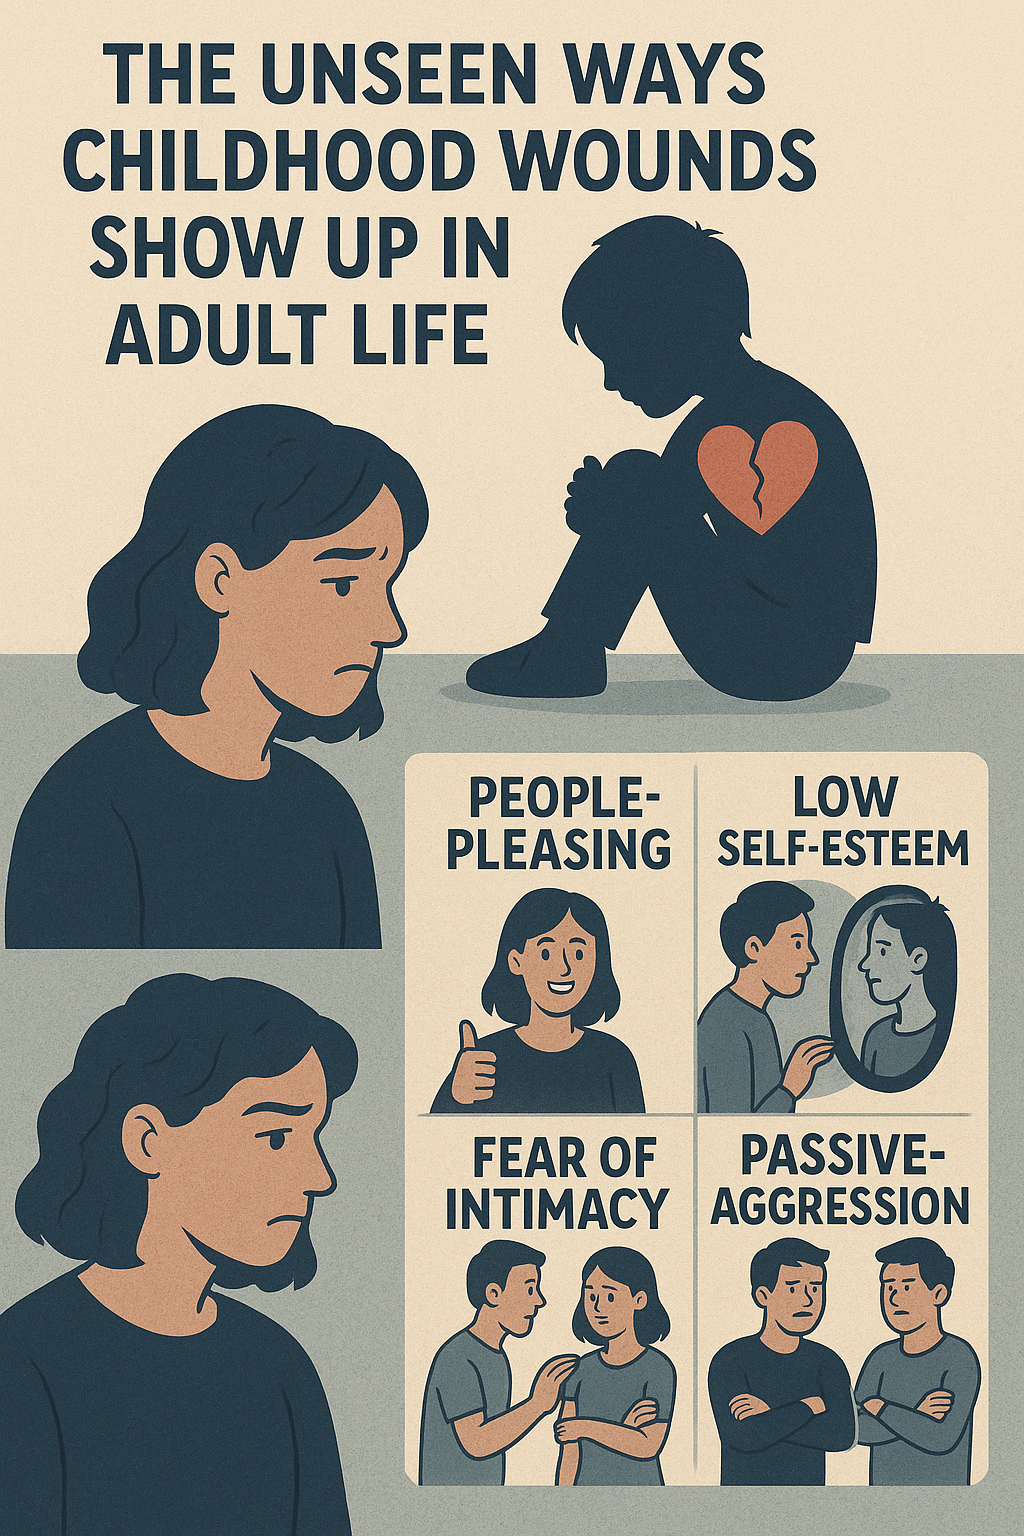 THE UNSEEN WAYS
CHILDHOOD WOUNDS
SHOW UP IN
ADULT LIFE
PEOPLE-
PLEASING
LOW
SELF-ESTEEM
FEAR OF
INTIMACY
PASSIVE-
AGGRESSION